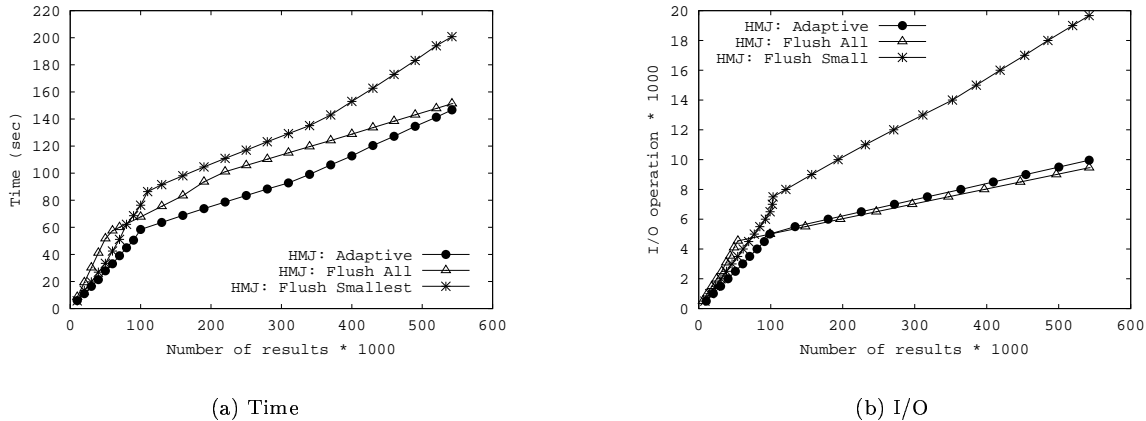 220
200
180
160
140
120
100
80
60
40
20
0
Time (sec)
HMJ: Adaptive
HMJ: Flush All
HMJ: Flush Smallest
0 100 200 300 400 500 600
Number of results * 1000
(a) Time
20
18
16
14
12
10
8
6
4
2
0
I/O operation * 1000
HMJ: Adaptive
HMJ: Flush All
HMJ: Flush Small
0 100 200 300 400 500 600
Number of results * 1000
(b) I/O